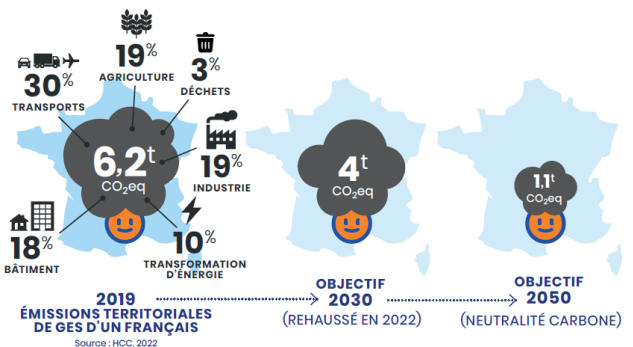 19%
AGRICULTURE
3%
DÉCHETS
30%
TRANSPORTS
6,2t
CO₂eq
19%
INDUSTRIE
18%
BÂTIMENT
10%
TRANSFORMATION
D'ÉNERGIE
2019
ÉMISSIONS TERRITORIALES
DE GES D'UN FRANÇAIS
Source : HCC, 2022
4t
CO₂eq
OBJECTIF
2030
(REHAUSSÉ EN 2022)
1,1t
CO₂eq
OBJECTIF
2050
(NEUTRALITÉ CARBONE)